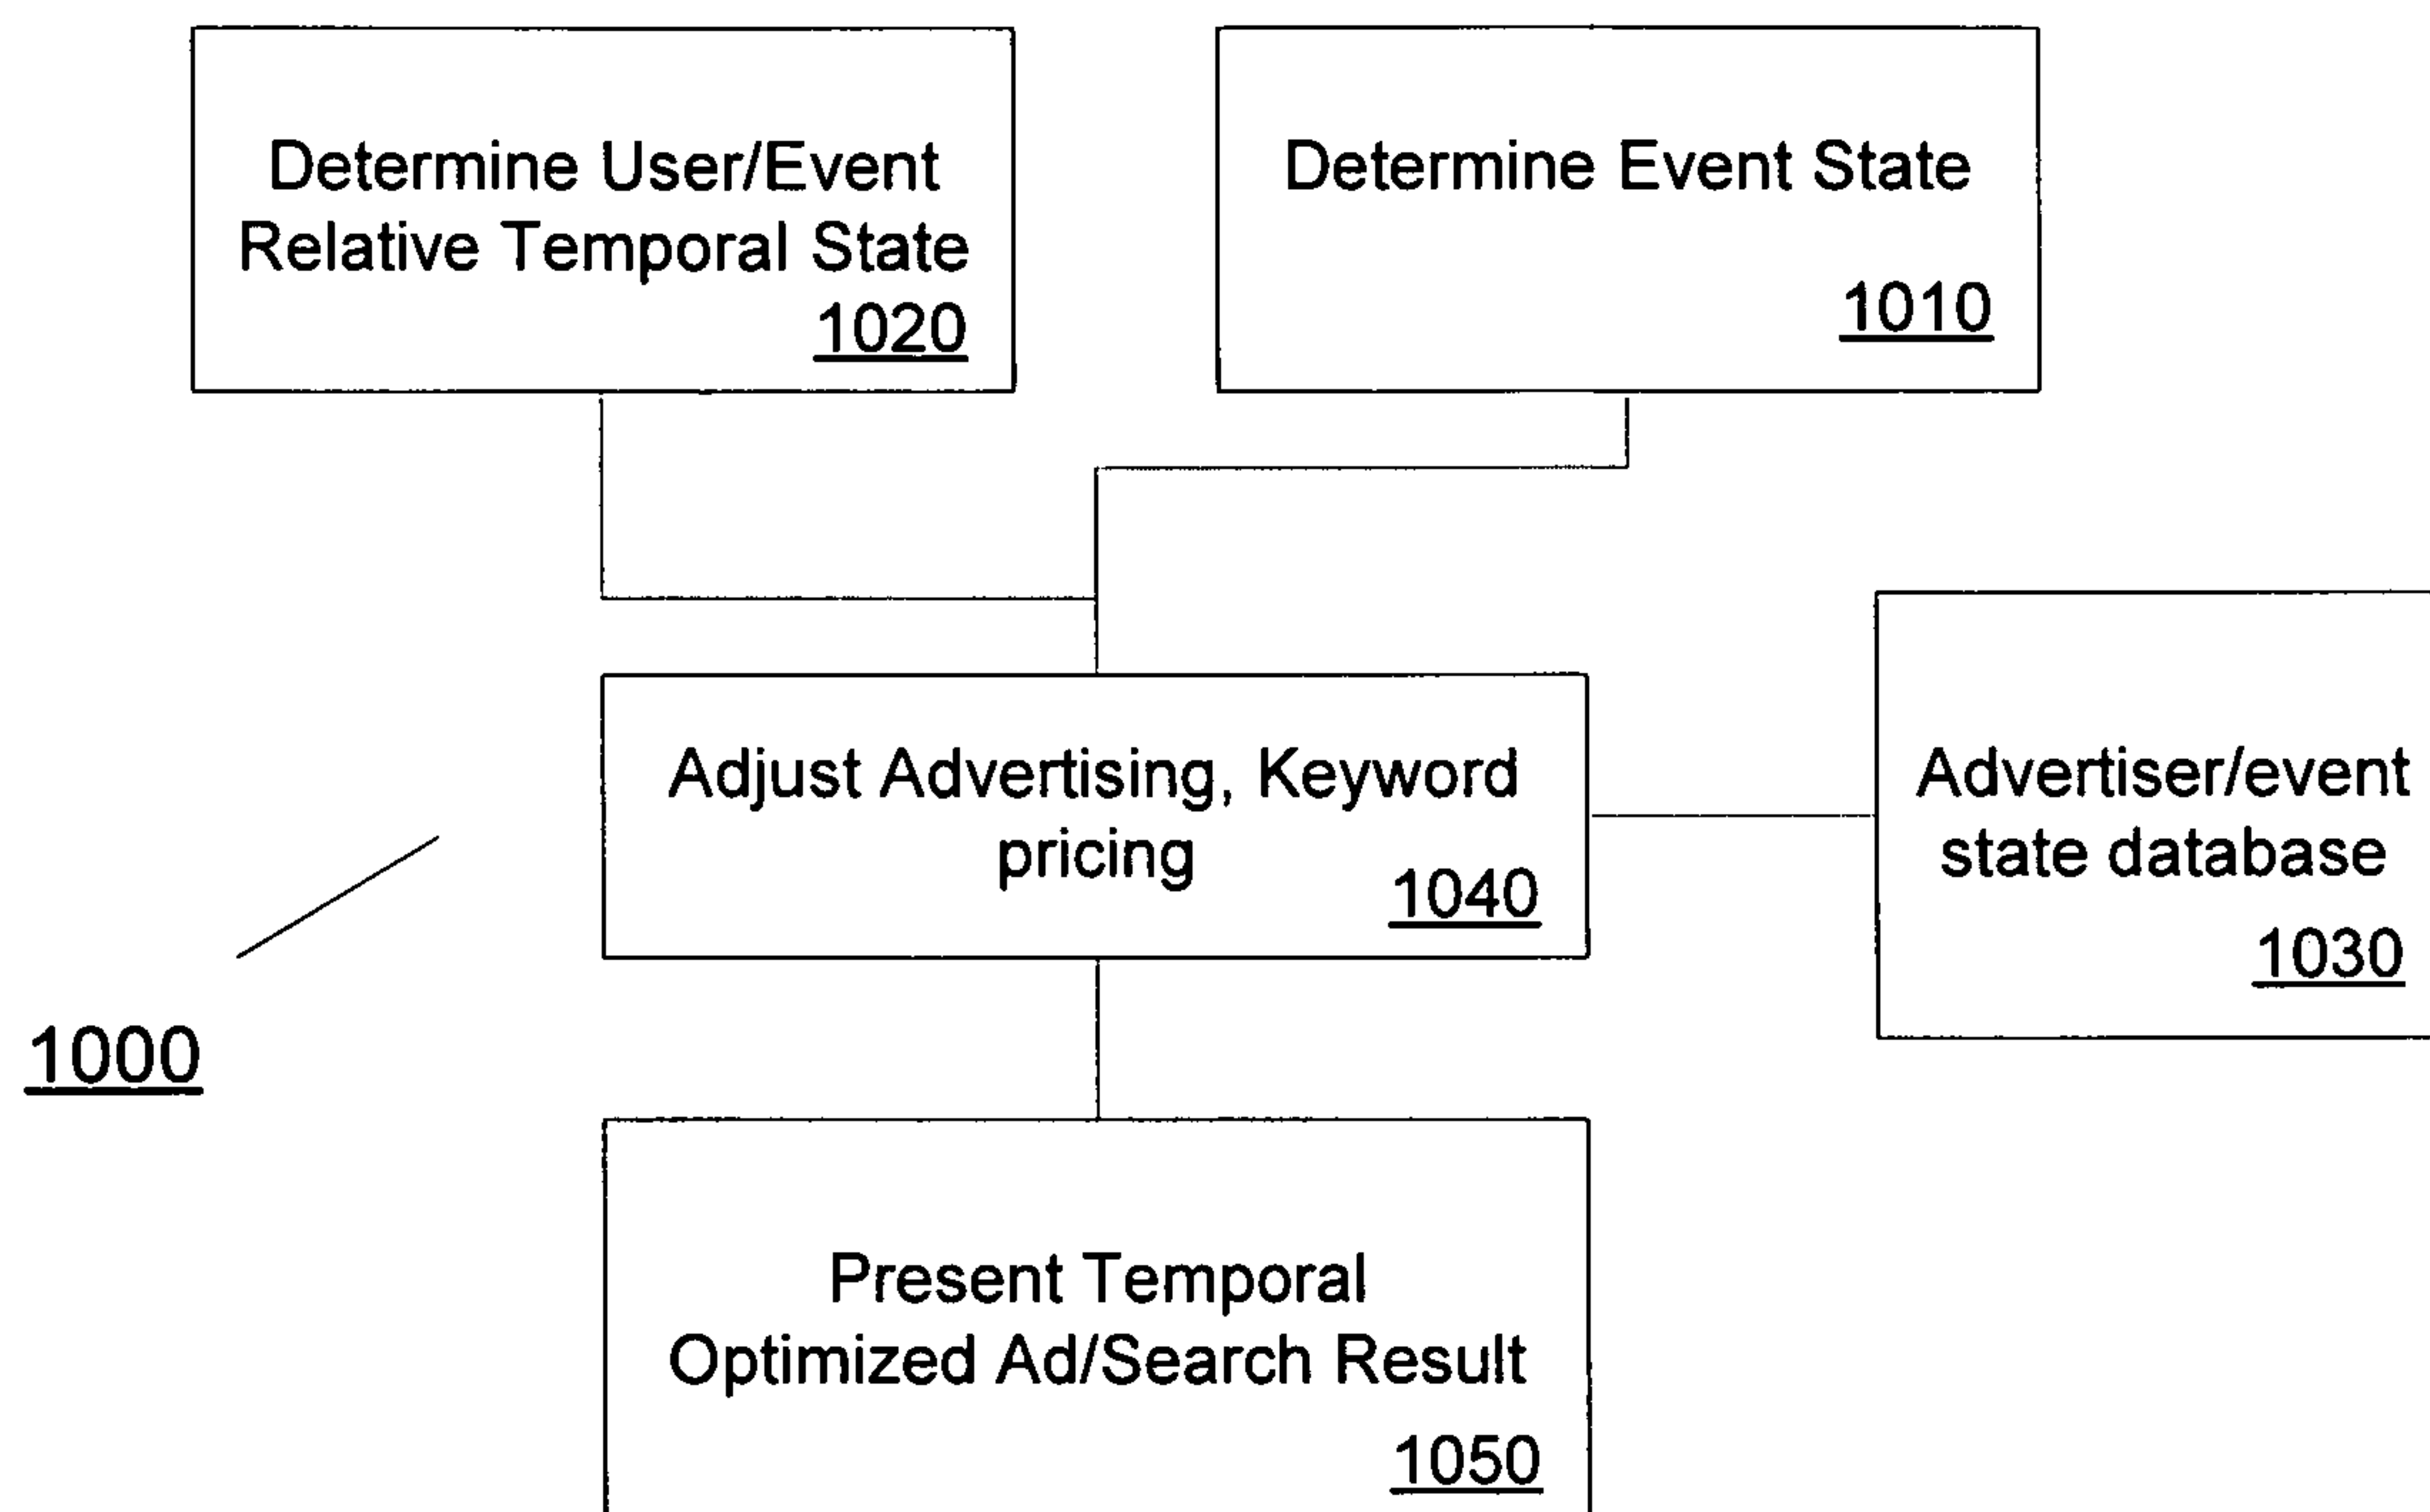 Determine User/Event
Relative Temporal State
1020
Determine Event State
1010
Adjust Advertising, Keyword
pricing
1040
Advertiser/event
state database
1030
1000
Present Temporal
Optimized Ad/Search Result
1050